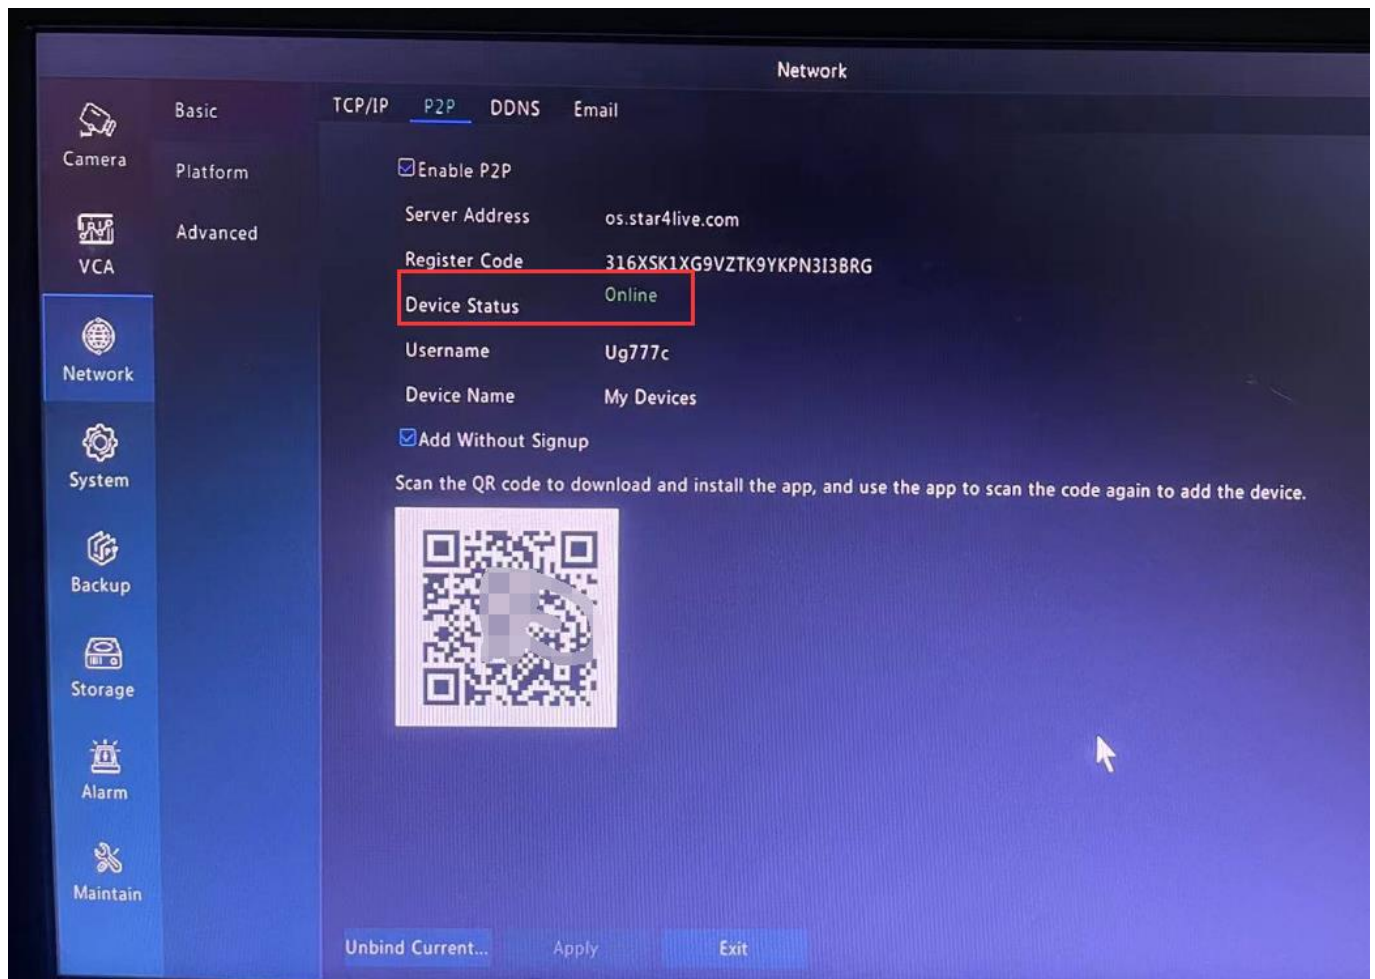 Network
Camera
VCA
Network
System
Backup
Storage
Alarm
Maintain
Basic
Platform
Advanced
TCP/IP P2P DDNS Email
Enable P2P
Server Address os.star4live.com
Register Code 316XSK1XG9VZTK9YKPN3I3BRG
Device Status Online
Username Ug777c
Device Name My Devices
Add Without Signup
Scan the QR code to download and install the app, and use the app to scan the code again to add the device.
Unbind Current... Apply Exit